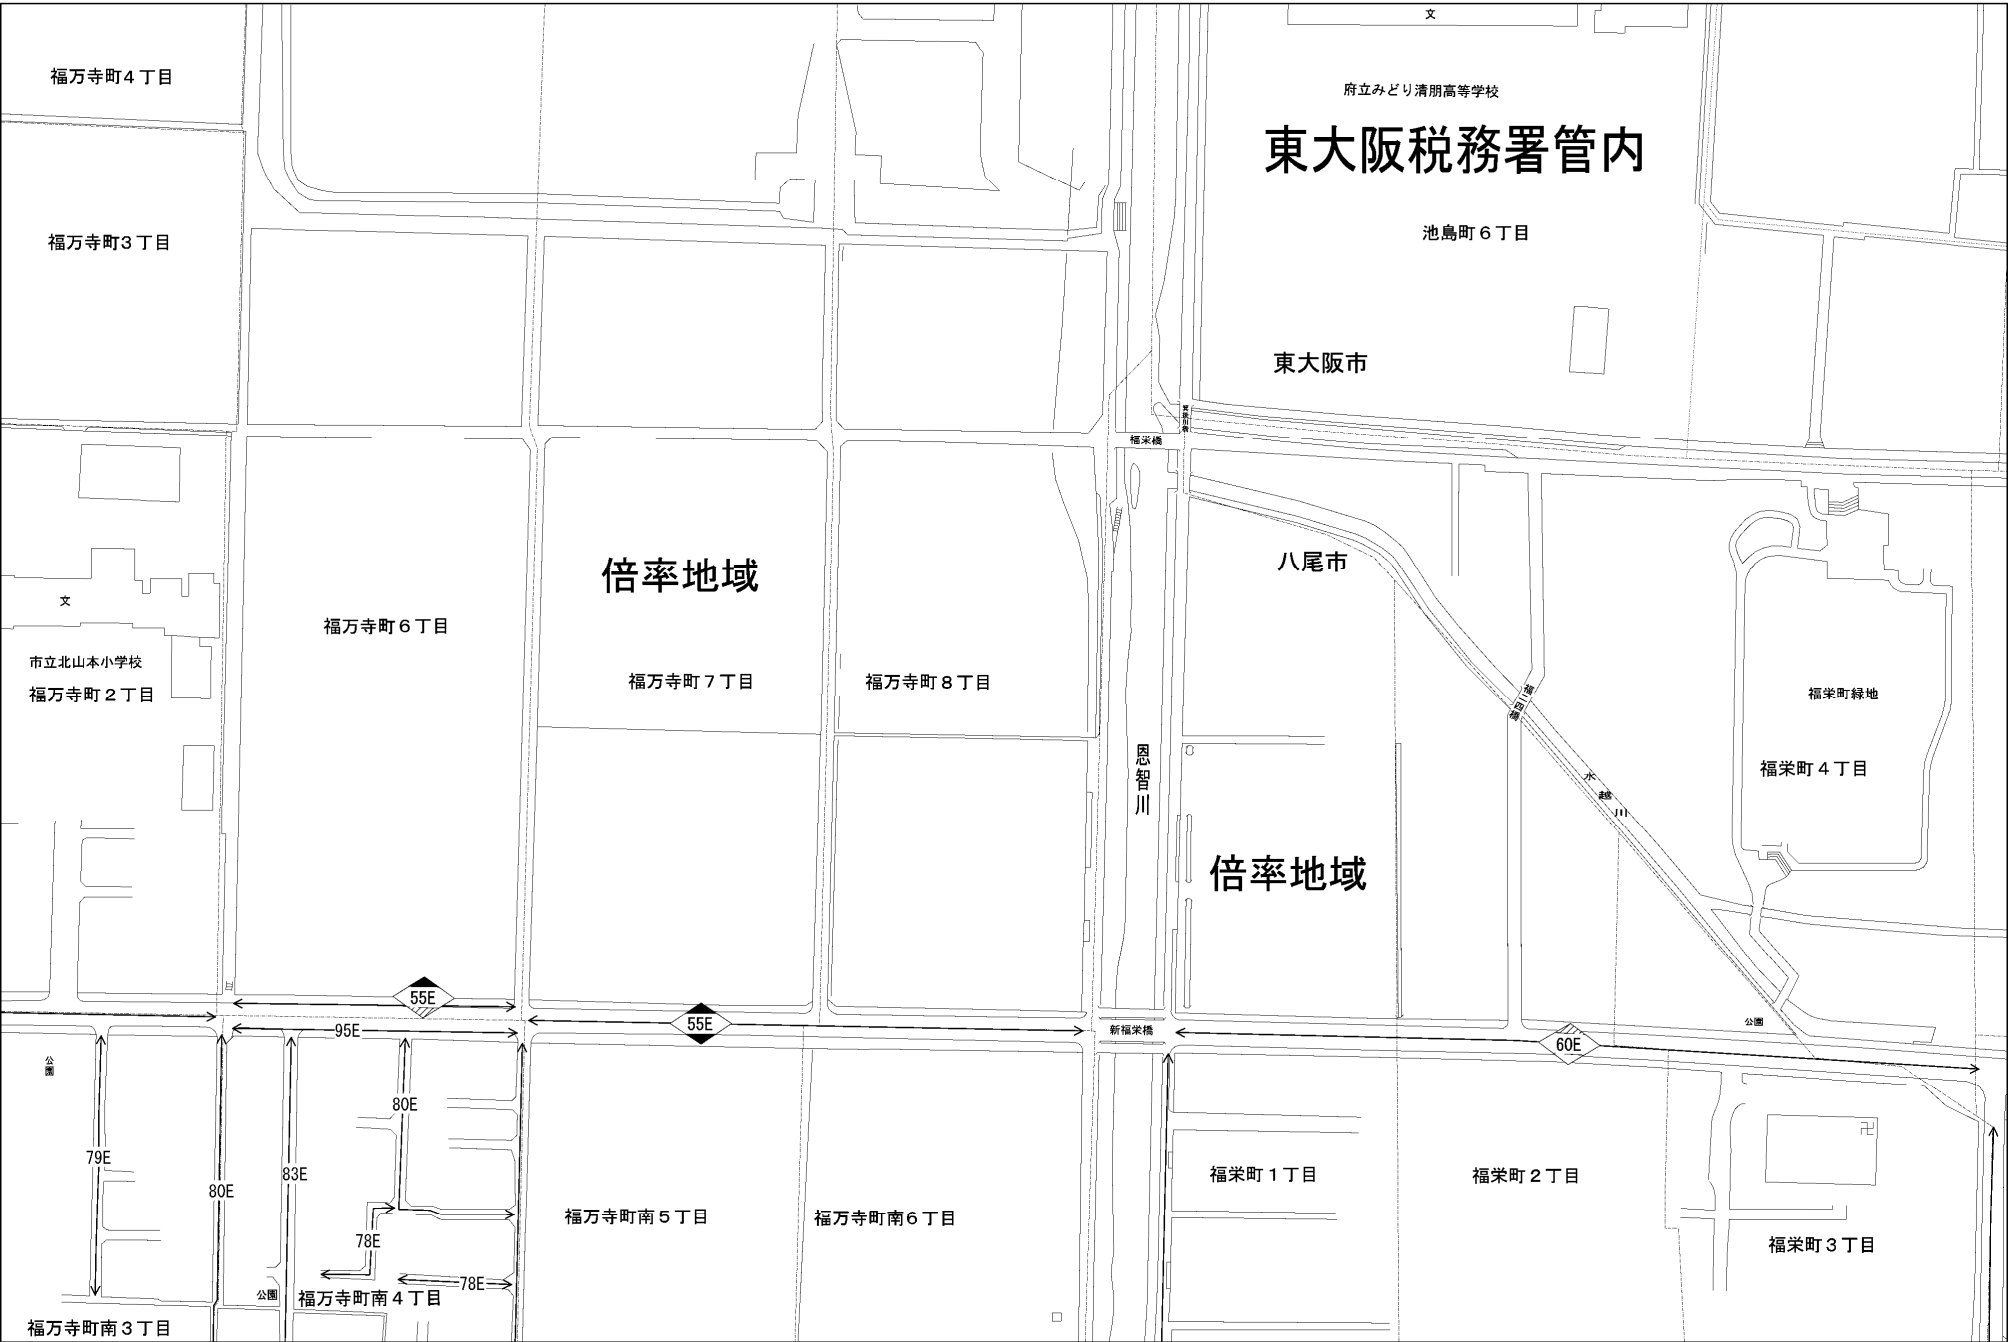 文
福万寺町4丁目
府立みどり清朋高等学校
東大阪税務署管内
池島町6丁目
福万寺町3丁目
東大阪市
福栄橋
八尾市
倍率地域
文
福万寺町6丁目
市立北山本小学校
福万寺町2丁目
福万寺町7丁目
福万寺町8丁目
福二四橋
福栄町緑地
福栄町4丁目
恩智川
水越川
倍率地域
55E
55E
95E
新福栄橋
公園
60E
公園
80E
79E
80E
83E
福栄町1丁目
福栄町2丁目
福万寺町南5丁目
福万寺町南6丁目
78E
福栄町3丁目
78E
公園
福万寺町南4丁目
福万寺町南3丁目